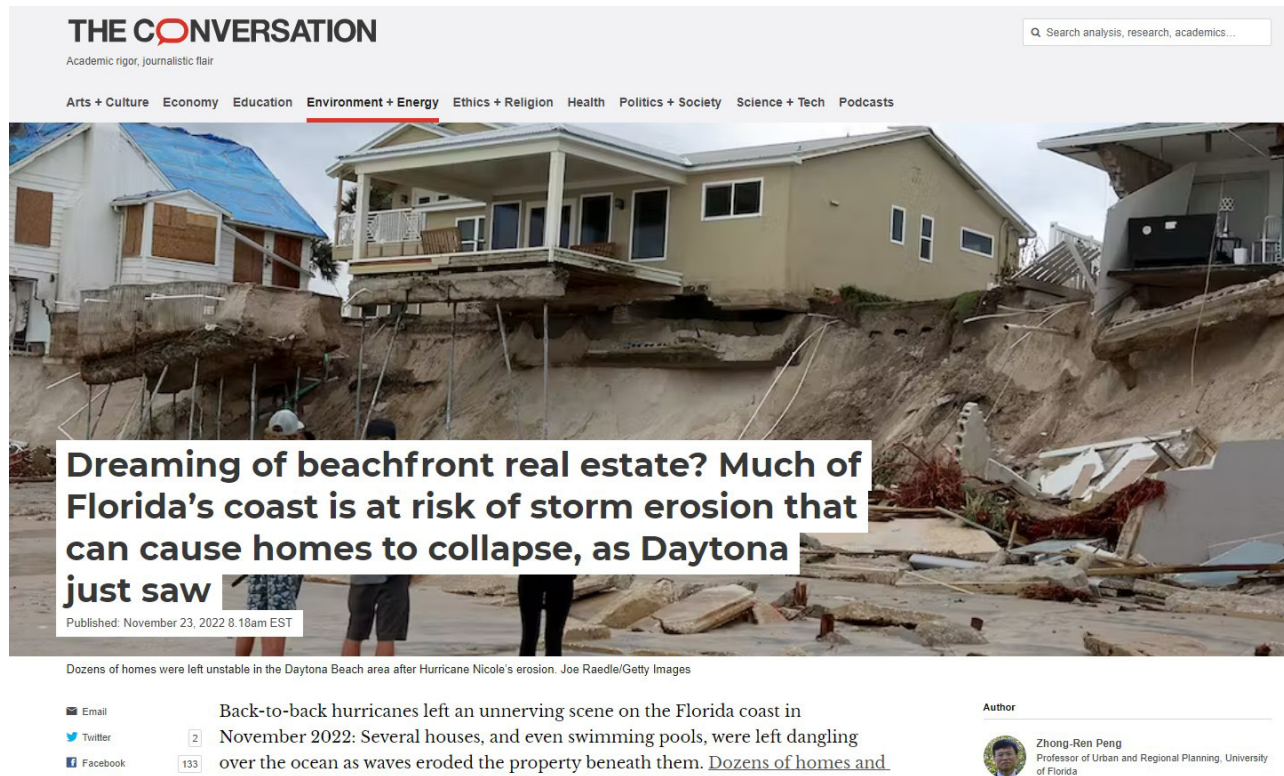 THE CONVERSATION
Academic rigor, journalistic flair
Search analysis, research, academics...
Arts + Culture Economy Education Environment + Energy Ethics + Religion Health Politics + Society Science + Tech Podcasts
Dreaming of beachfront real estate? Much of
Florida's coast is at risk of storm erosion that
can cause homes to collapse, as Daytona
just saw
Published: November 23, 2022 8.18am EST
Dozens of homes were left unstable in the Daytona Beach area after Hurricane Nicole's erosion. Joe Raedle/Getty Images
Email
Twitter 2
Facebook 133
Back-to-back hurricanes left an unnerving scene on the Florida coast in
November 2022: Several houses, and even swimming pools, were left dangling
over the ocean as waves eroded the property beneath them. Dozens of homes and
Author
Zhong-Ren Peng
Professor of Urban and Regional Planning, University
of Florida